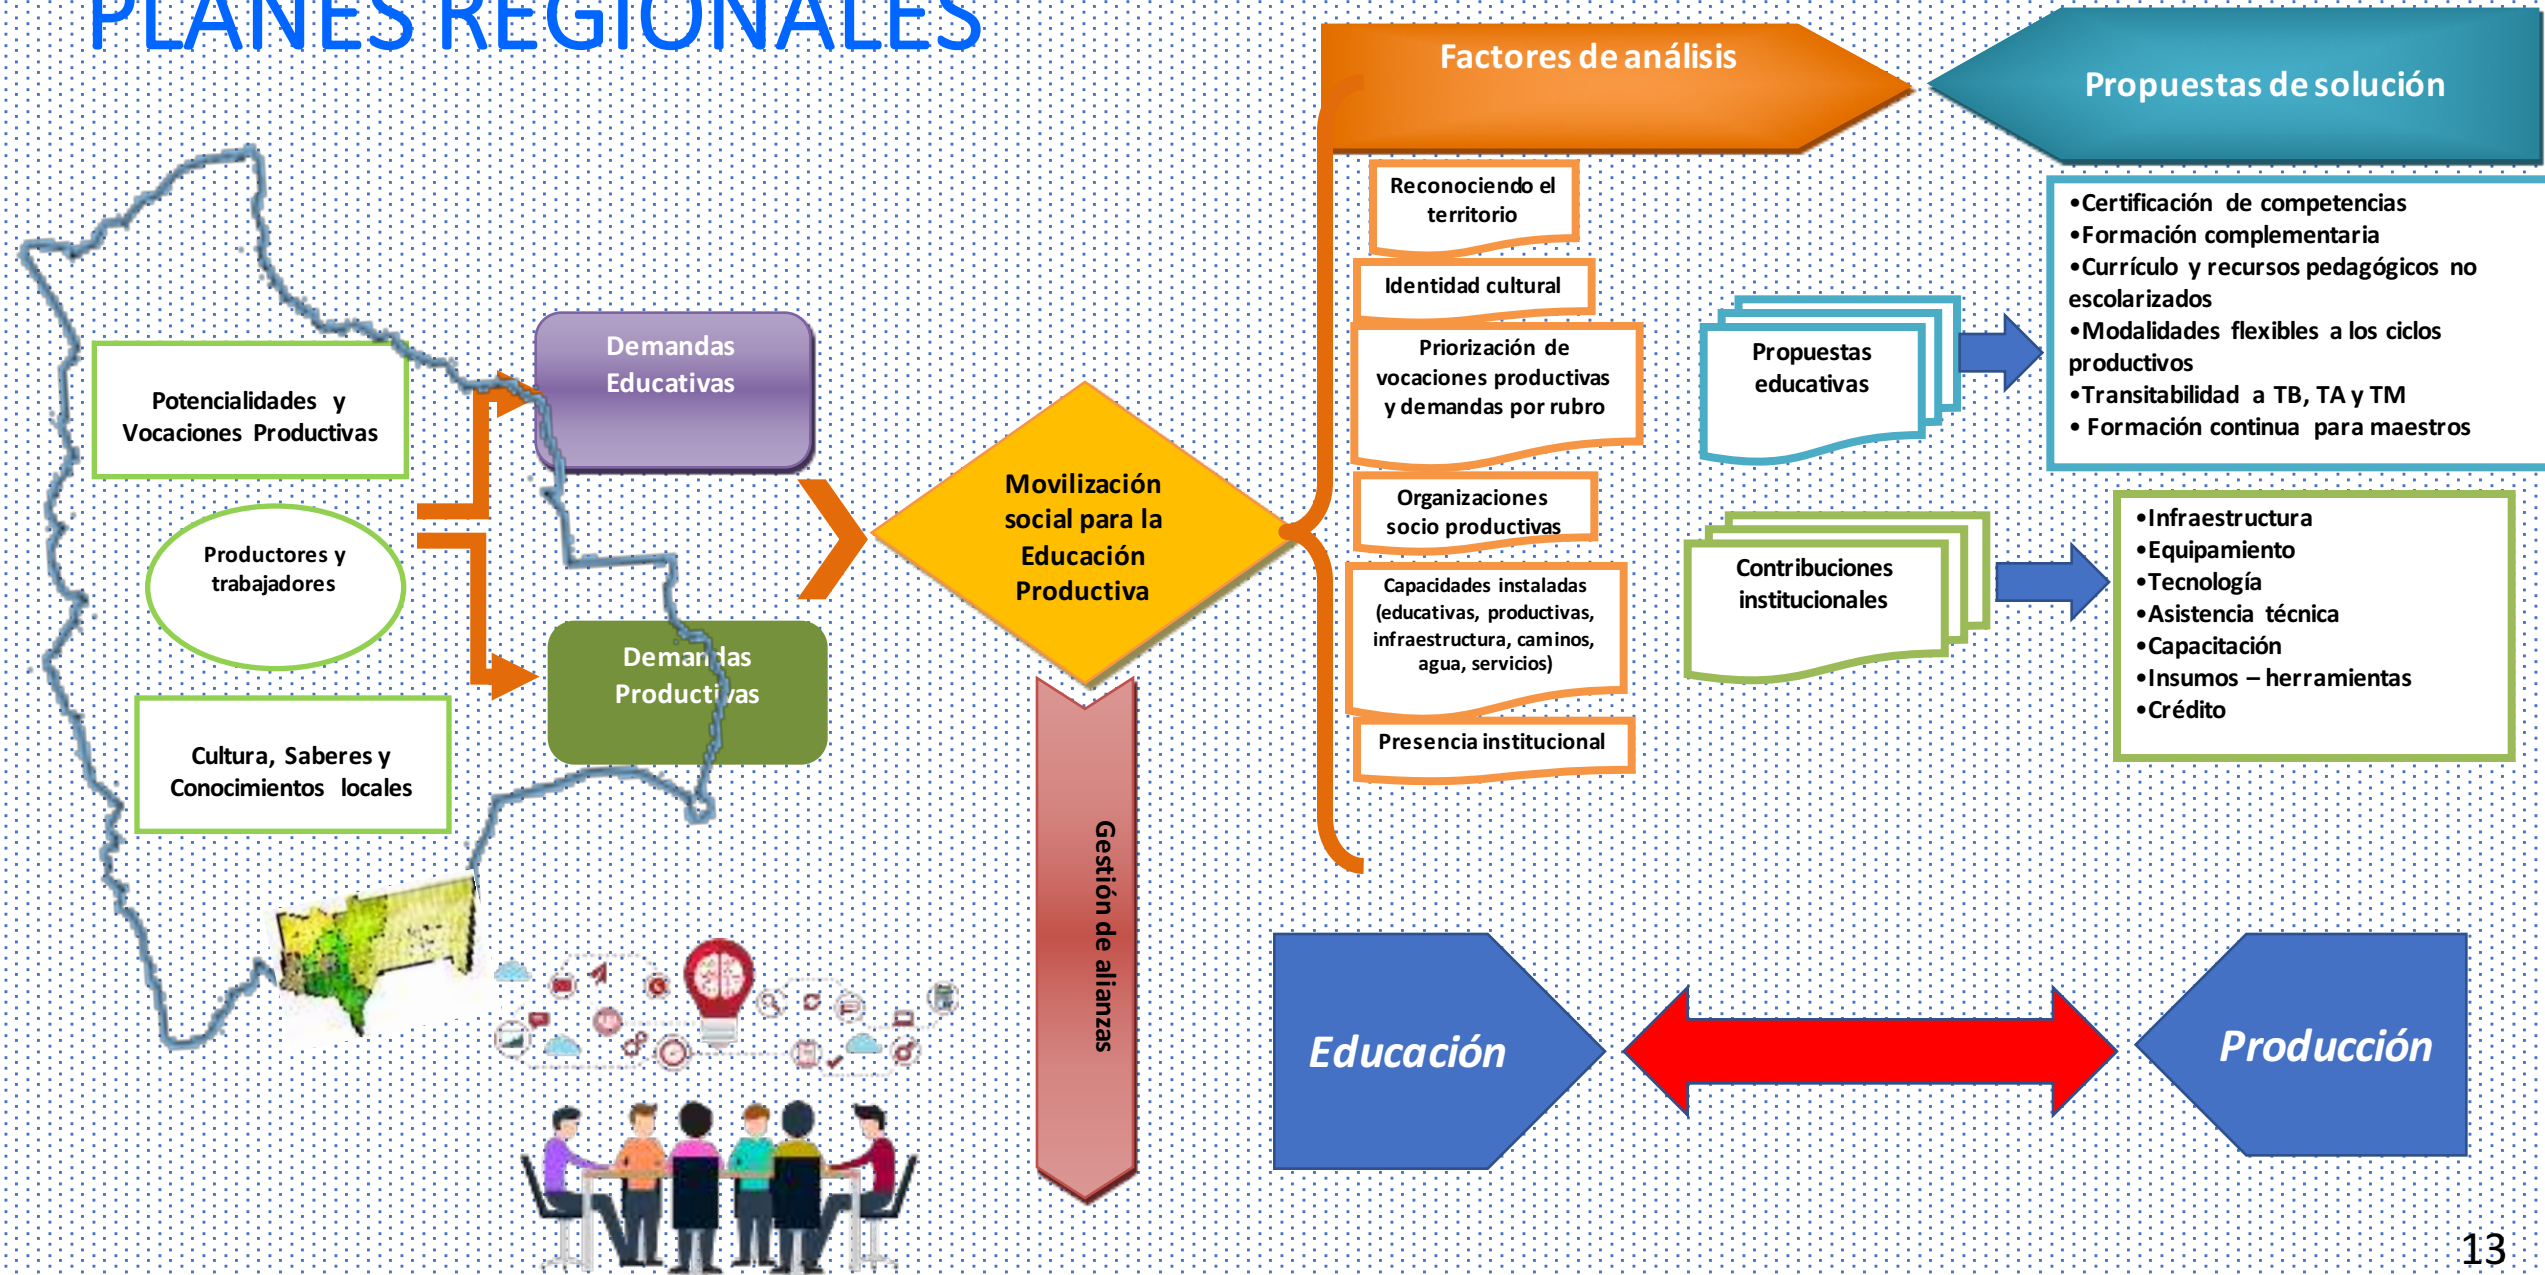 PLANES REGIONALES
Potencialidades y
Vocaciones Productivas
Productores y
trabajadores
Cultura, Saberes y
Conocimientos locales
Demandas
Educativas
Demandas
Productivas
Movilización
social para la
Educación
Productiva
Gestión de alianzas
Factores de análisis
Reconociendo el
territorio
Identidad cultural
Priorización de
vocaciones productivas
y demandas por rubro
Organizaciones
socio productivas
Capacidades instaladas
(educativas, productivas,
infraestructura, caminos,
agua, servicios)
Presencia institucional
Propuestas de solución
Propuestas
educativas
•Certificación de competencias
•Formación complementaria
•Currículo y recursos pedagógicos no
escolarizados
•Modalidades flexibles a los ciclos
productivos
•Transitabilidad a TB, TA y TM
• Formación continua para maestros
Contribuciones
institucionales
•Infraestructura
•Equipamiento
•Tecnología
•Asistencia técnica
•Capacitación
•Insumos – herramientas
•Crédito
Educación
Producción
13